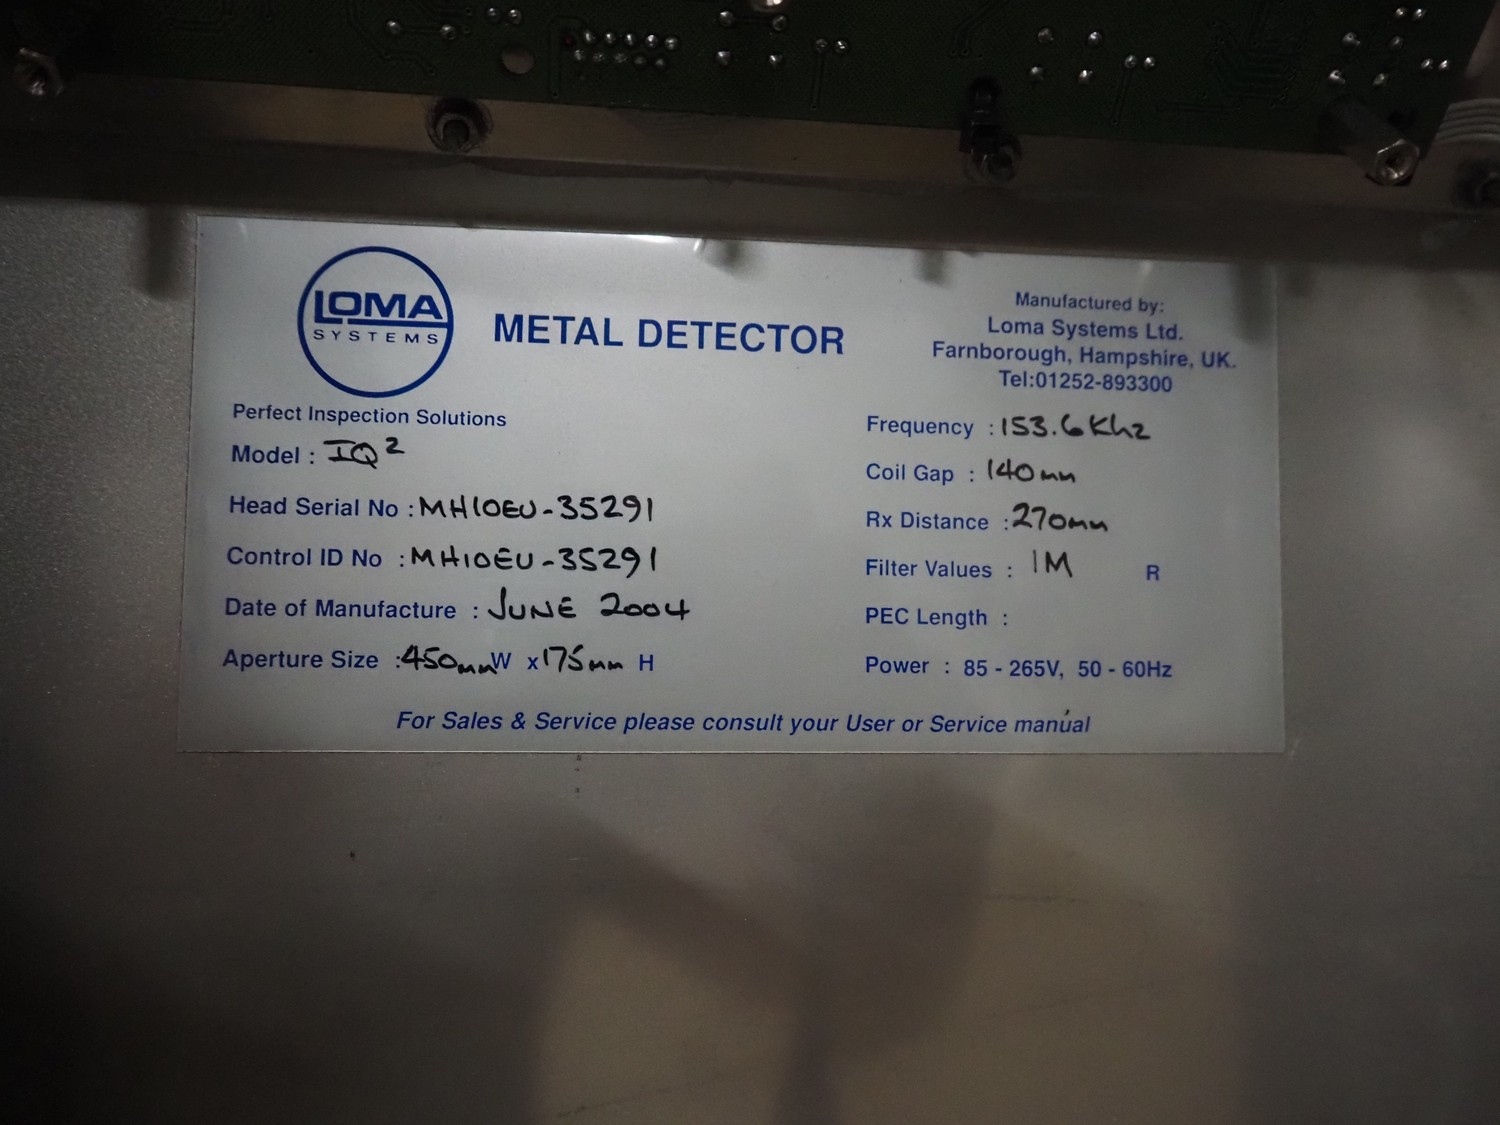 LOMA
SYSTEMS
METAL DETECTOR
Manufactured by:
Loma Systems Ltd.
Farnborough, Hampshire, UK.
Tel:01252-893300
Perfect Inspection Solutions
Model : IQ²
Head Serial No : MH10EU-35291
Control ID No : MH10EU-35291
Date of Manufacture : JUNE 2004
Aperture Size : 450mm W x 175mm H
Frequency : 153.6Khz
Coil Gap : 140mm
Rx Distance : 270mm
Filter Values : 1M R
PEC Length :
Power : 85 - 265V, 50 - 60Hz
For Sales & Service please consult your User or Service manual